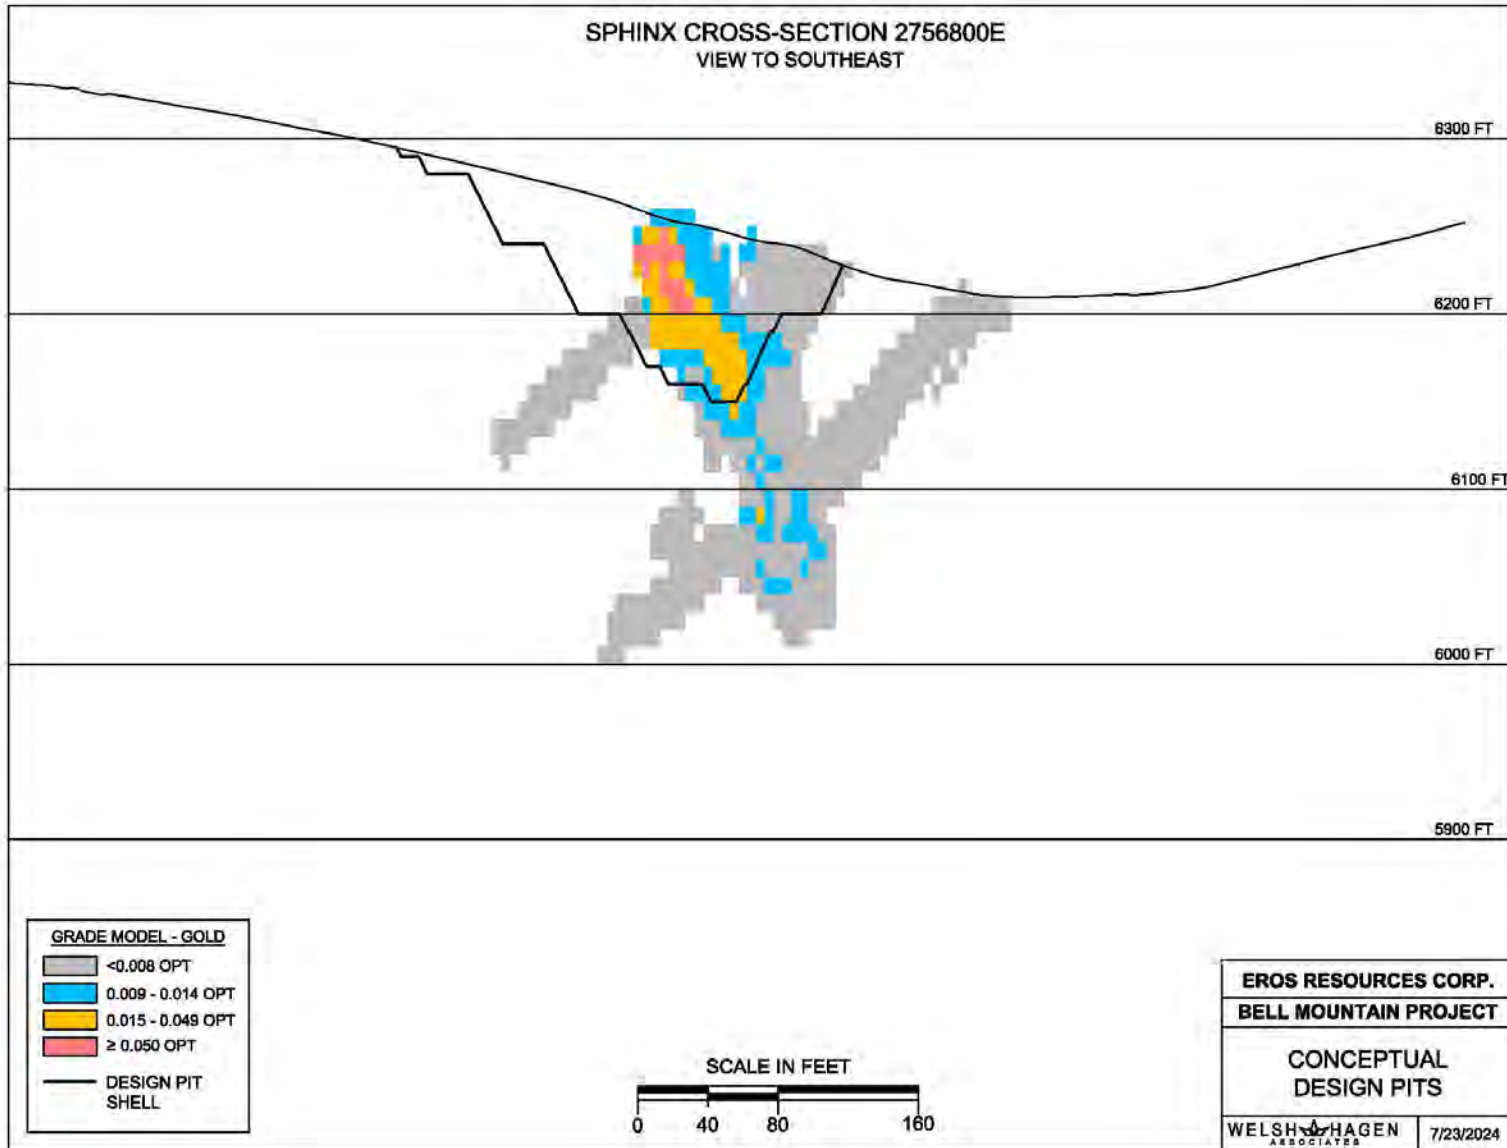 SPHINX CROSS-SECTION 2756800E
VIEW TO SOUTHEAST
6300 FT
6200 FT
6100 FT
6000 FT
5900 FT
GRADE MODEL - GOLD
<0.008 OPT
0.009 - 0.014 OPT
0.015 - 0.049 OPT
≥ 0.050 OPT
DESIGN PIT
SHELL
SCALE IN FEET
0 40 80 160
EROS RESOURCES CORP.
BELL MOUNTAIN PROJECT
CONCEPTUAL
DESIGN PITS
WELSH HAGEN
ASSOCIATES
7/23/2024